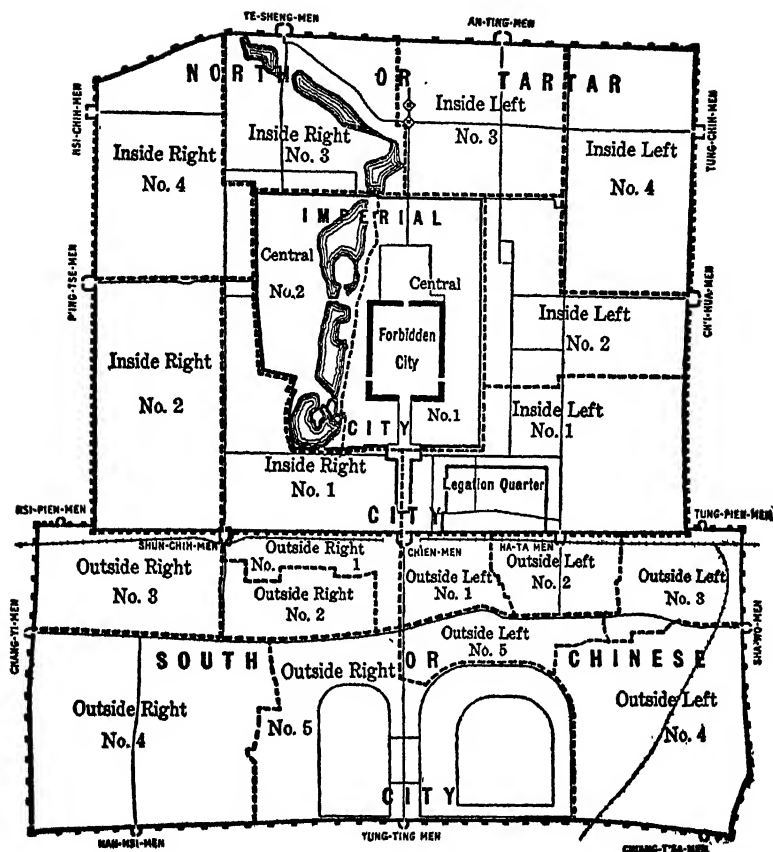 TE-SHENG-MEN
AN-TING-MEN
NORTH OR TARTAR
HSI-CHIH-MEN
TUNG-CHIH-MEN
Inside Right
No. 4
Inside Right
No. 3
Inside Left
No. 3
Inside Left
No. 4
IMPERIAL
P'ING-TSE-MEN
CH'I-HUA-MEN
Central
No. 2
Central
No. 1
Forbidden
City
Inside Left
No. 2
Inside Right
No. 2
Inside Left
No. 1
CITY
Inside Right
No. 1
Legation Quarter
CITY
HSI-PIEN-MEN
TUNG-PIEN-MEN
SHUN-CHIH-MEN
CHIEN-MEN
HA-TA MEN
Outside Right
No. 3
Outside Right
No. 1
Outside Right
No. 2
Outside Left
No. 1
Outside Left
No. 2
Outside Left
No. 3
CHANG-YI-MEN
SHA-WO-MEN
Outside Left
No. 5
SOUTH OR CHINESE
Outside Right
No. 4
Outside Right
No. 5
Outside Left
No. 4
CITY
NAN-HSI-MEN
YUNG-TING MEN